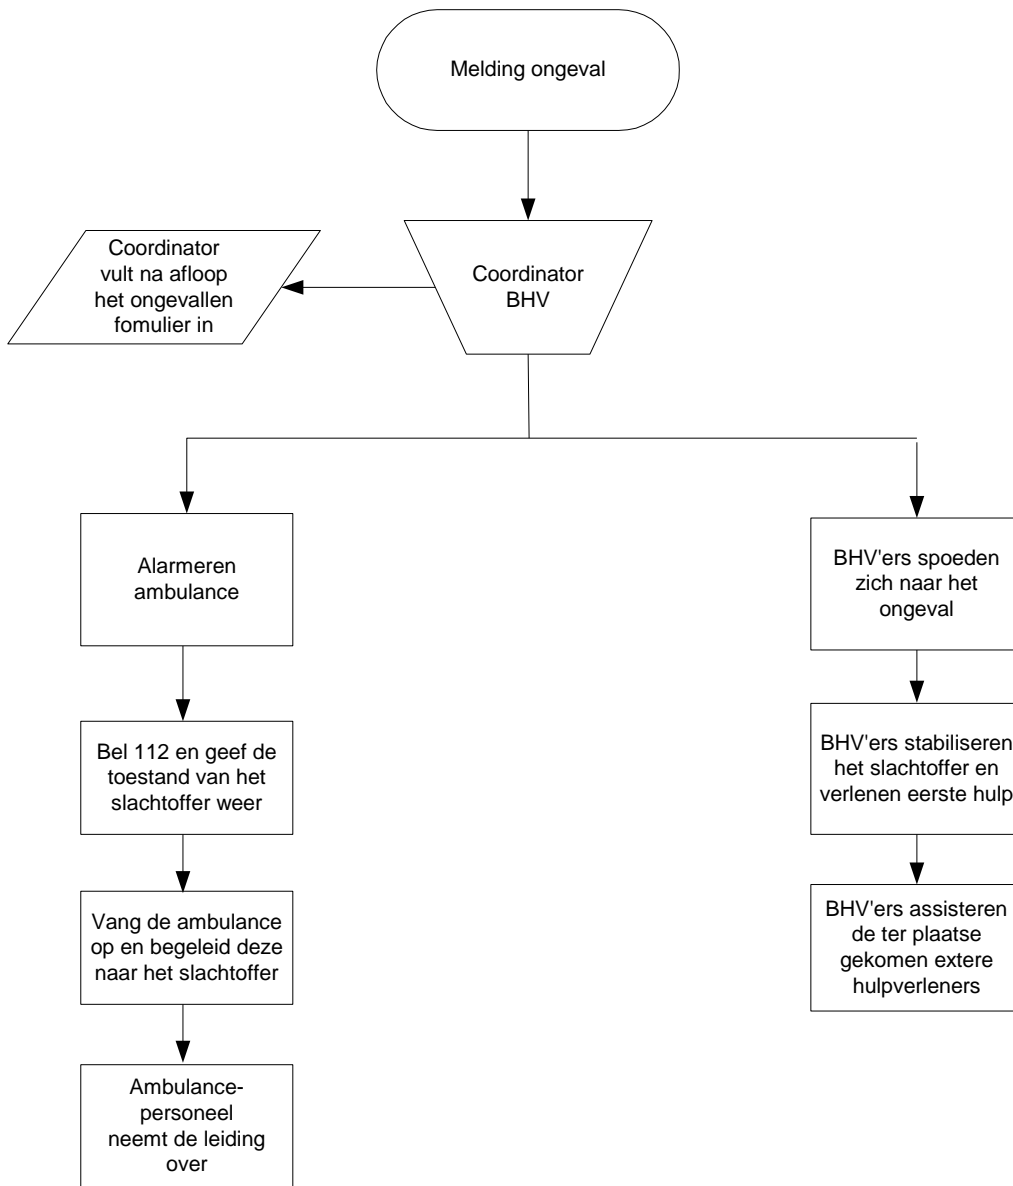 Melding ongeval
Coordinator
vult na afloop
het ongevallen
fomulier in
Coordinator
BHV
Alarmeren
ambulance
Bel 112 en geef de
toestand van het
slachtoffer weer
Vang de ambulance
op en begeleid deze
naar het slachtoffer
Ambulance-
personeel
neemt de leiding
over
BHV'ers spoeden
zich naar het
ongeval
BHV'ers stabiliseren
het slachtoffer en
verlenen eerste hulp
BHV'ers assisteren
de ter plaatse
gekomen extere
hulpverleners